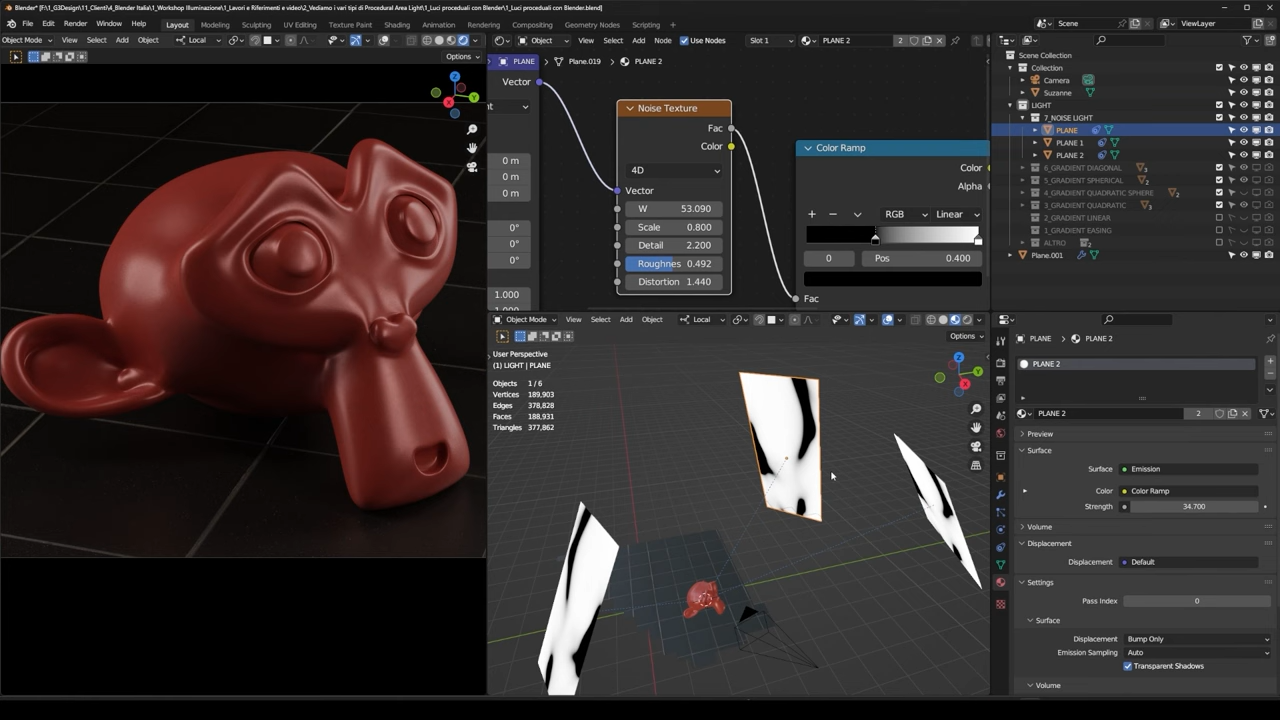 Blender* [F:\1_G3Design\11_Clienti\4_Blender Italia\1_Workshop Illuminazione\1_Lavori e Riferimenti e video\2_Vediamo i vari tipi di Procedural Area Light\1_Luci proceduali con Blender\1_Luci proceduali con Blender.blend]
File Edit Render Window Help Layout Modeling Sculpting UV Editing Texture Paint Shading Animation Rendering Compositing Geometry Nodes Scripting Scene ViewLayer
Object Mode View Select Add Object Local
Options
Object View Select Add Node Use Nodes Slot 1 PLANE 2 2
PLANE Plane.019 PLANE 2
Vector
0 m
0 m
0 m
0°
0°
0°
1.000
1.000
Noise Texture
Fac
Color
4D
Vector
W 53.090
Scale 0.800
Detail 2.200
Roughnes 0.492
Distortion 1.440
Color Ramp
Color
Alpha
RGB Linear
0 Pos 0.400
Fac
Scene Collection
Collection
Camera
Suzanne
LIGHT
7_NOISE LIGHT
PLANE
PLANE 1
PLANE 2
6_GRADIENT DIAGONAL 3
5_GRADIENT SPHERICAL 2
4_GRADIENT QUADRATIC SPHERE 2
3_GRADIENT QUADRATIC 3
2_GRADIENT LINEAR
1_GRADIENT EASING
ALTRO
Plane.001
Object Mode View Select Add Object Local
Options
User Perspective
(1) LIGHT | PLANE
Objects 1 / 6
Vertices 189,903
Edges 378,828
Faces 188,931
Triangles 377,862
PLANE PLANE 2
PLANE 2
PLANE 2 2
Preview
Surface
Surface Emission
Color Color Ramp
Strength 34.700
Volume
Displacement
Displacement Default
Settings
Pass Index 0
Surface
Displacement Bump Only
Emission Sampling Auto
Transparent Shadows
Volume